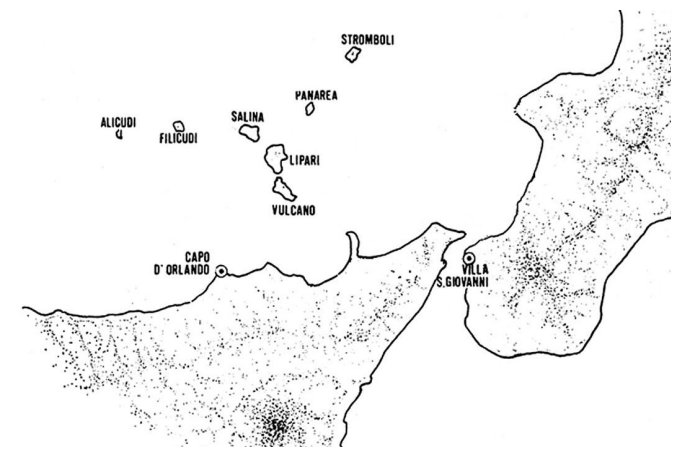 STROMBOLI
PANAREA
SALINA
ALICUDI
FILICUDI
LIPARI
VULCANO
CAPO
D'ORLANDO
VILLA
S.GIOVANNI